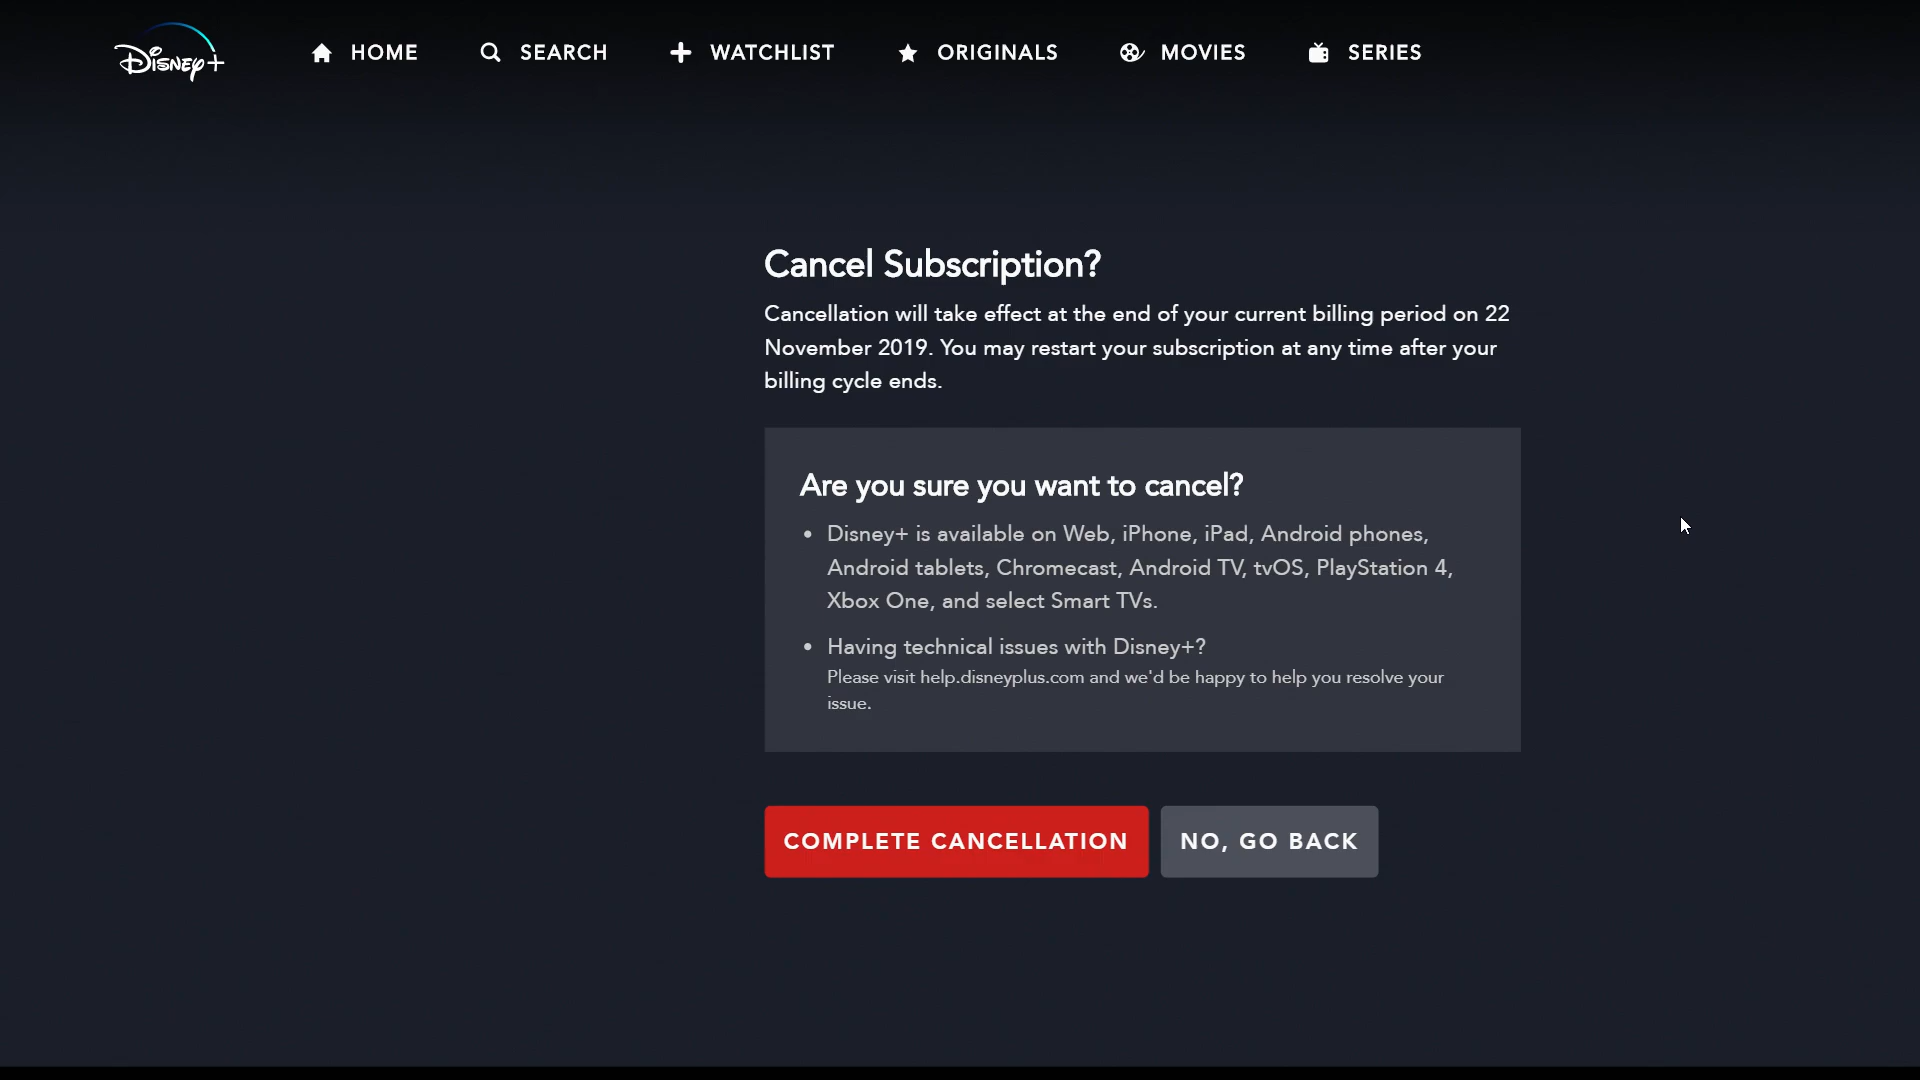 Disney+
HOME
SEARCH
WATCHLIST
ORIGINALS
MOVIES
SERIES
Cancel Subscription?
Cancellation will take effect at the end of your current billing period on 22
November 2019. You may restart your subscription at any time after your
billing cycle ends.
Are you sure you want to cancel?
• Disney+ is available on Web, iPhone, iPad, Android phones,
Android tablets, Chromecast, Android TV, tvOS, PlayStation 4,
Xbox One, and select Smart TVs.
• Having technical issues with Disney+?
Please visit help.disneyplus.com and we'd be happy to help you resolve your
issue.
COMPLETE CANCELLATION
NO, GO BACK